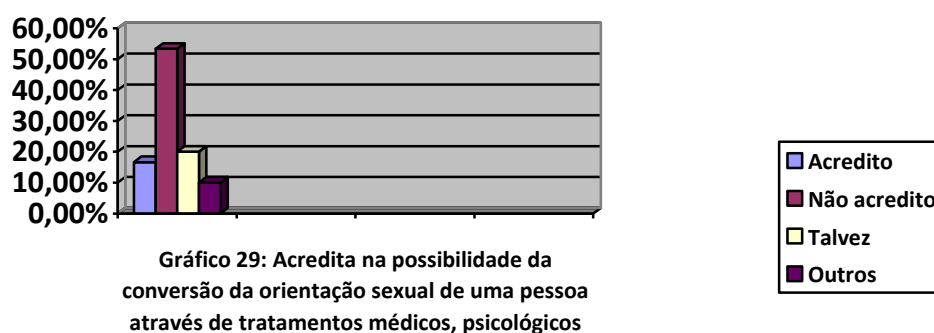 60,00%
50,00%
40,00%
30,00%
20,00%
10,00%
0,00%
Acredito
Não acredito
Talvez
Outros
Gráfico 29: Acredita na possibilidade da
conversão da orientação sexual de uma pessoa
através de tratamentos médicos, psicológicos